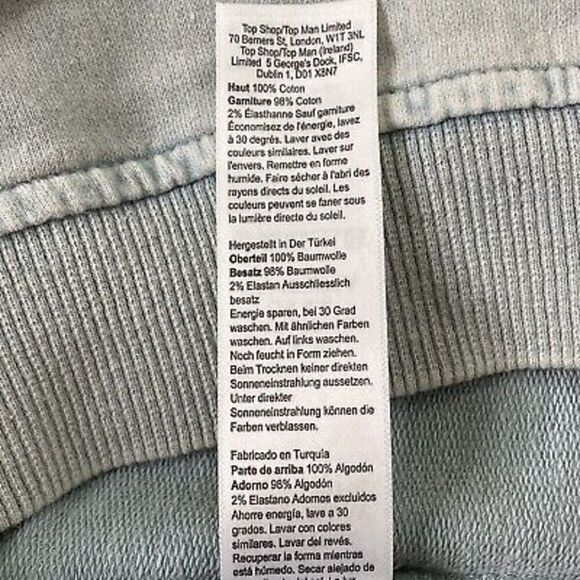 Top Shop/Top Man Limited
70 Berners St, London, W1T 3NL
Top Shop/Top Man (Ireland)
Limited 5 George's Dock, IFSC,
Dublin 1, D01 X8N7
Haut 100% Coton
Garniture 98% Coton
2% Élasthanne Sauf garniture
Économisez de l'énergie, lavez
à 30 degrés. Laver avec des
couleurs similaires. Laver sur
l'envers. Remettre en forme
humide. Faire sécher à l'abri des
rayons directs du soleil. Les
couleurs peuvent se faner sous
la lumière directe du soleil.
Hergestellt in Der Türkei
Oberteil 100% Baumwolle
Besatz 98% Baumwolle
2% Elastan Ausschliesslich
besatz
Energie sparen, bei 30 Grad
waschen. Mit ähnlichen Farben
waschen. Auf links waschen.
Noch feucht in Form ziehen.
Beim Trocknen keiner direkten
Sonneneinstrahlung aussetzen.
Unter direkter
Sonneneinstrahlung können die
Farben verblassen.
Fabricado en Turquía
Parte de arriba 100% Algodón
Adorno 98% Algodón
2% Elastano Adornos excluidos
Ahorre energía, lave a 30
grados. Lavar con colores
similares. Lavar del revés.
Recuperar la forma mientras
está húmedo. Secar alejado de